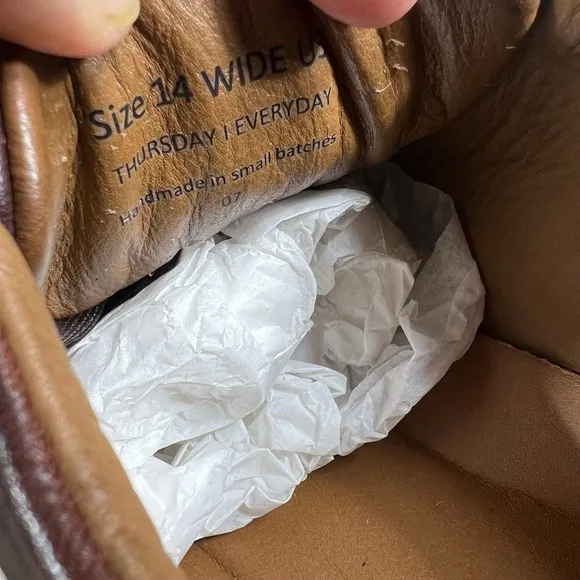 Size 14 WIDE US
THURSDAY | EVERYDAY
Handmade in small batches
07